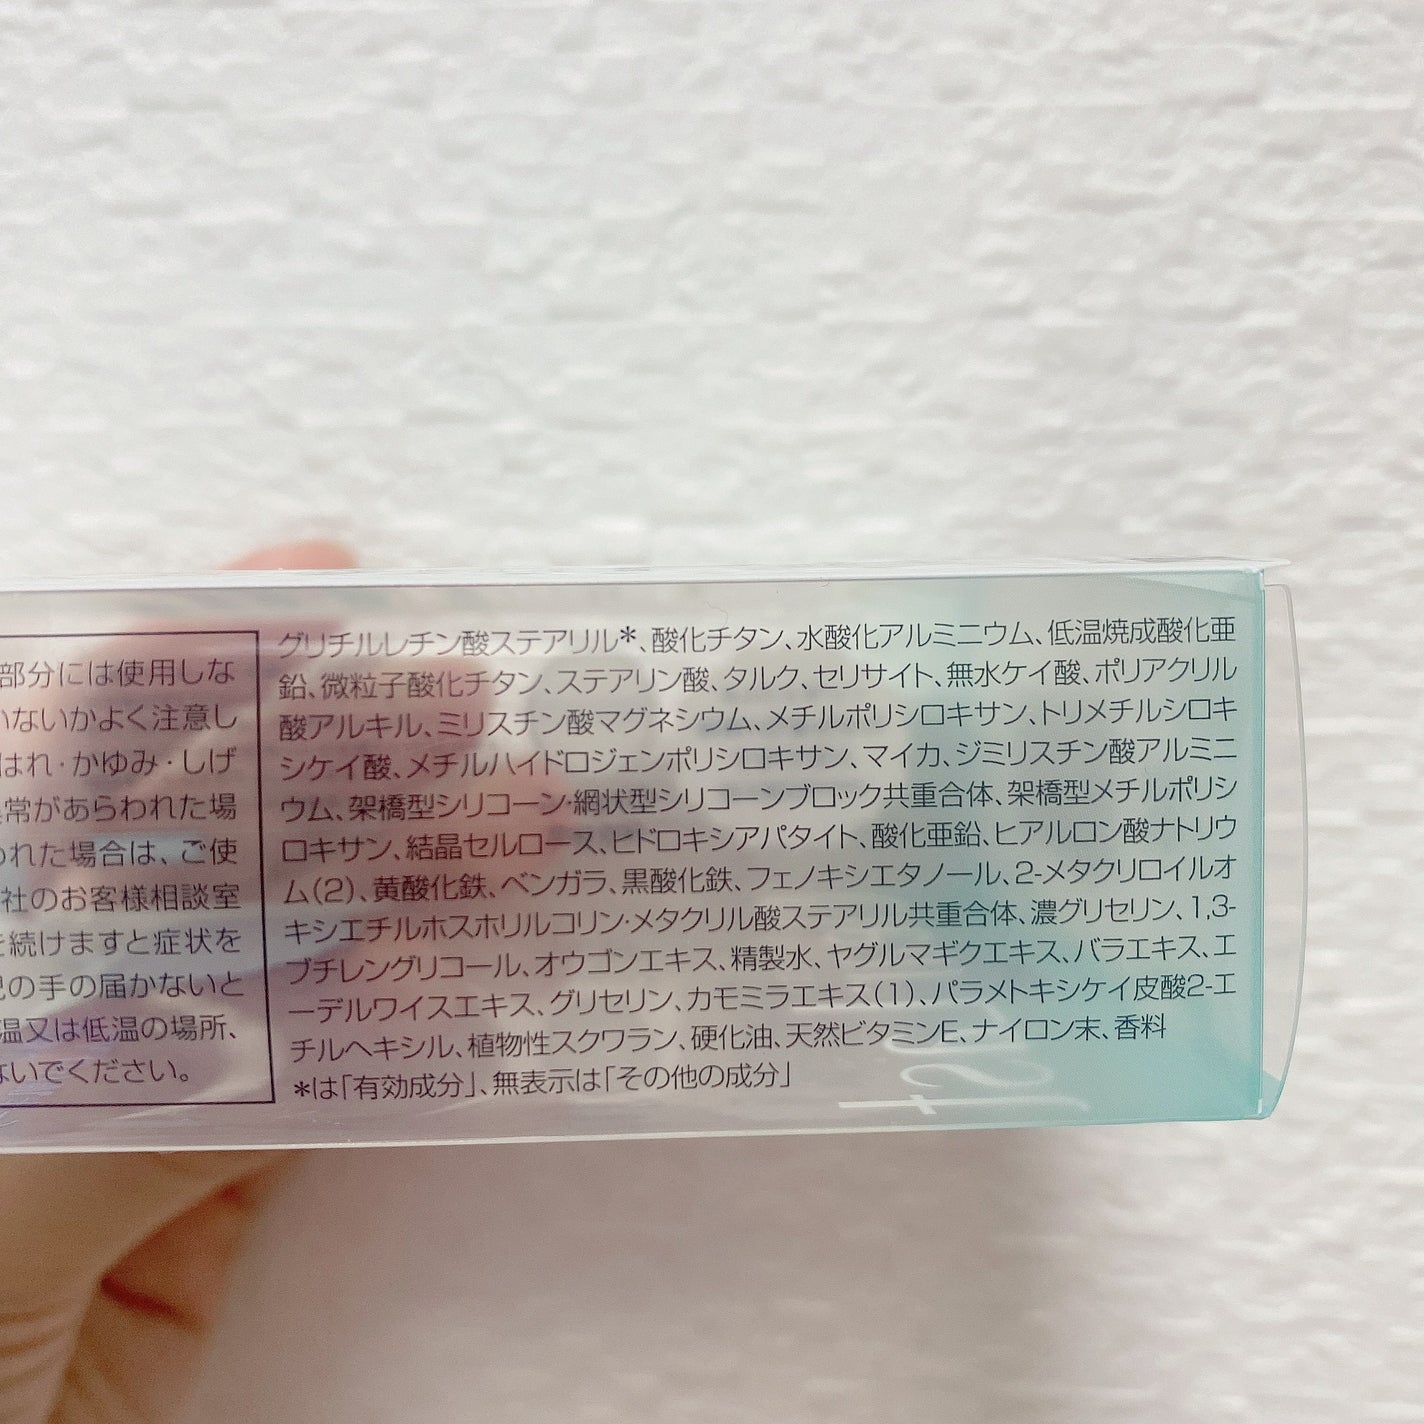 部分には使用しな
いないかよく注意し
はれ・かゆみ・しげ
常があらわれた場
われた場合は、ご使
社のお客様相談室
続けますと症状を
の手の届かないと
温又は低温の場所、
ないでください。
グリチルレチン酸ステアリル*、酸化チタン、水酸化アルミニウム、低温焼成酸化亜
鉛、微粒子酸化チタン、ステアリン酸、タルク、セリサイト、無水ケイ酸、ポリアクリル
酸アルキル、ミリスチン酸マグネシウム、メチルポリシロキサン、トリメチルシロキ
シケイ酸、メチルハイドロジェンポリシロキサン、マイカ、ジミリスチン酸アルミニ
ウム、架橋型シリコーン・網状型シリコーンブロック共重合体、架橋型メチルポリシ
ロキサン、結晶セルロース、ヒドロキシアパタイト、酸化亜鉛、ヒアルロン酸ナトリウ
ム(2)、黄酸化鉄、ベンガラ、黒酸化鉄、フェノキシエタノール、2-メタクリロイルオ
キシエチルホスホリルコリン・メタクリル酸ステアリル共重合体、濃グリセリン、1,3-
ブチレングリコール、オウゴンエキス、精製水、ヤグルマギクエキス、バラエキス、エ
ーデルワイスエキス、グリセリン、カモミラエキス(1)、パラメトキシケイ皮酸2-エ
チルヘキシル、植物性スクワラン、硬化油、天然ビタミンE、ナイロン末、香料
*は「有効成分」、無表示は「その他の成分」